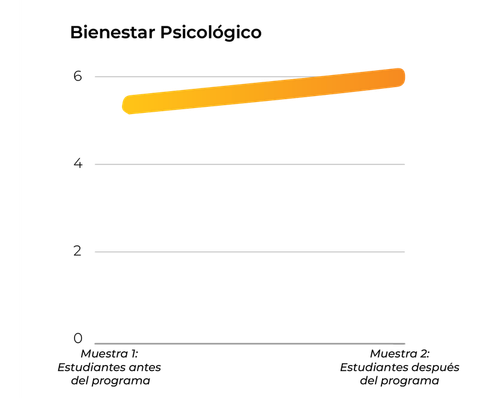 Bienestar Psicológico
6
4
2
0
Muestra 1:
Estudiantes antes
del programa
Muestra 2:
Estudiantes después
del programa